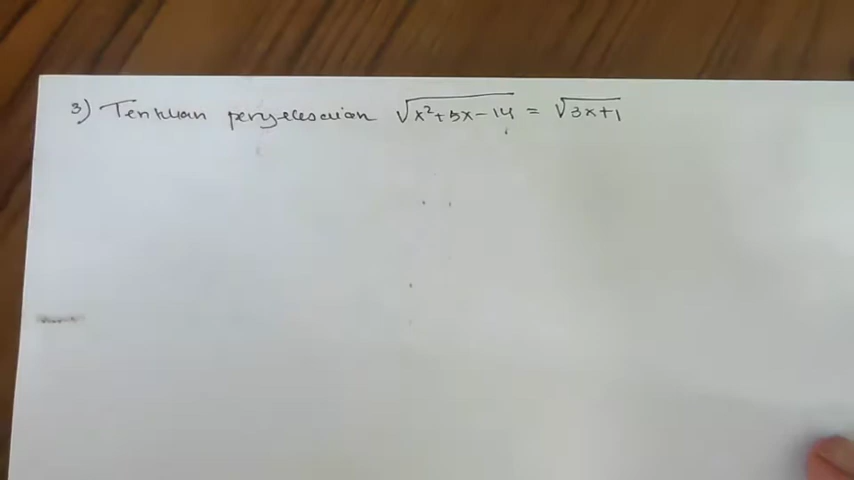 3) Tentukan penyelesaian √(x²+5x-14) = √(3x+1)